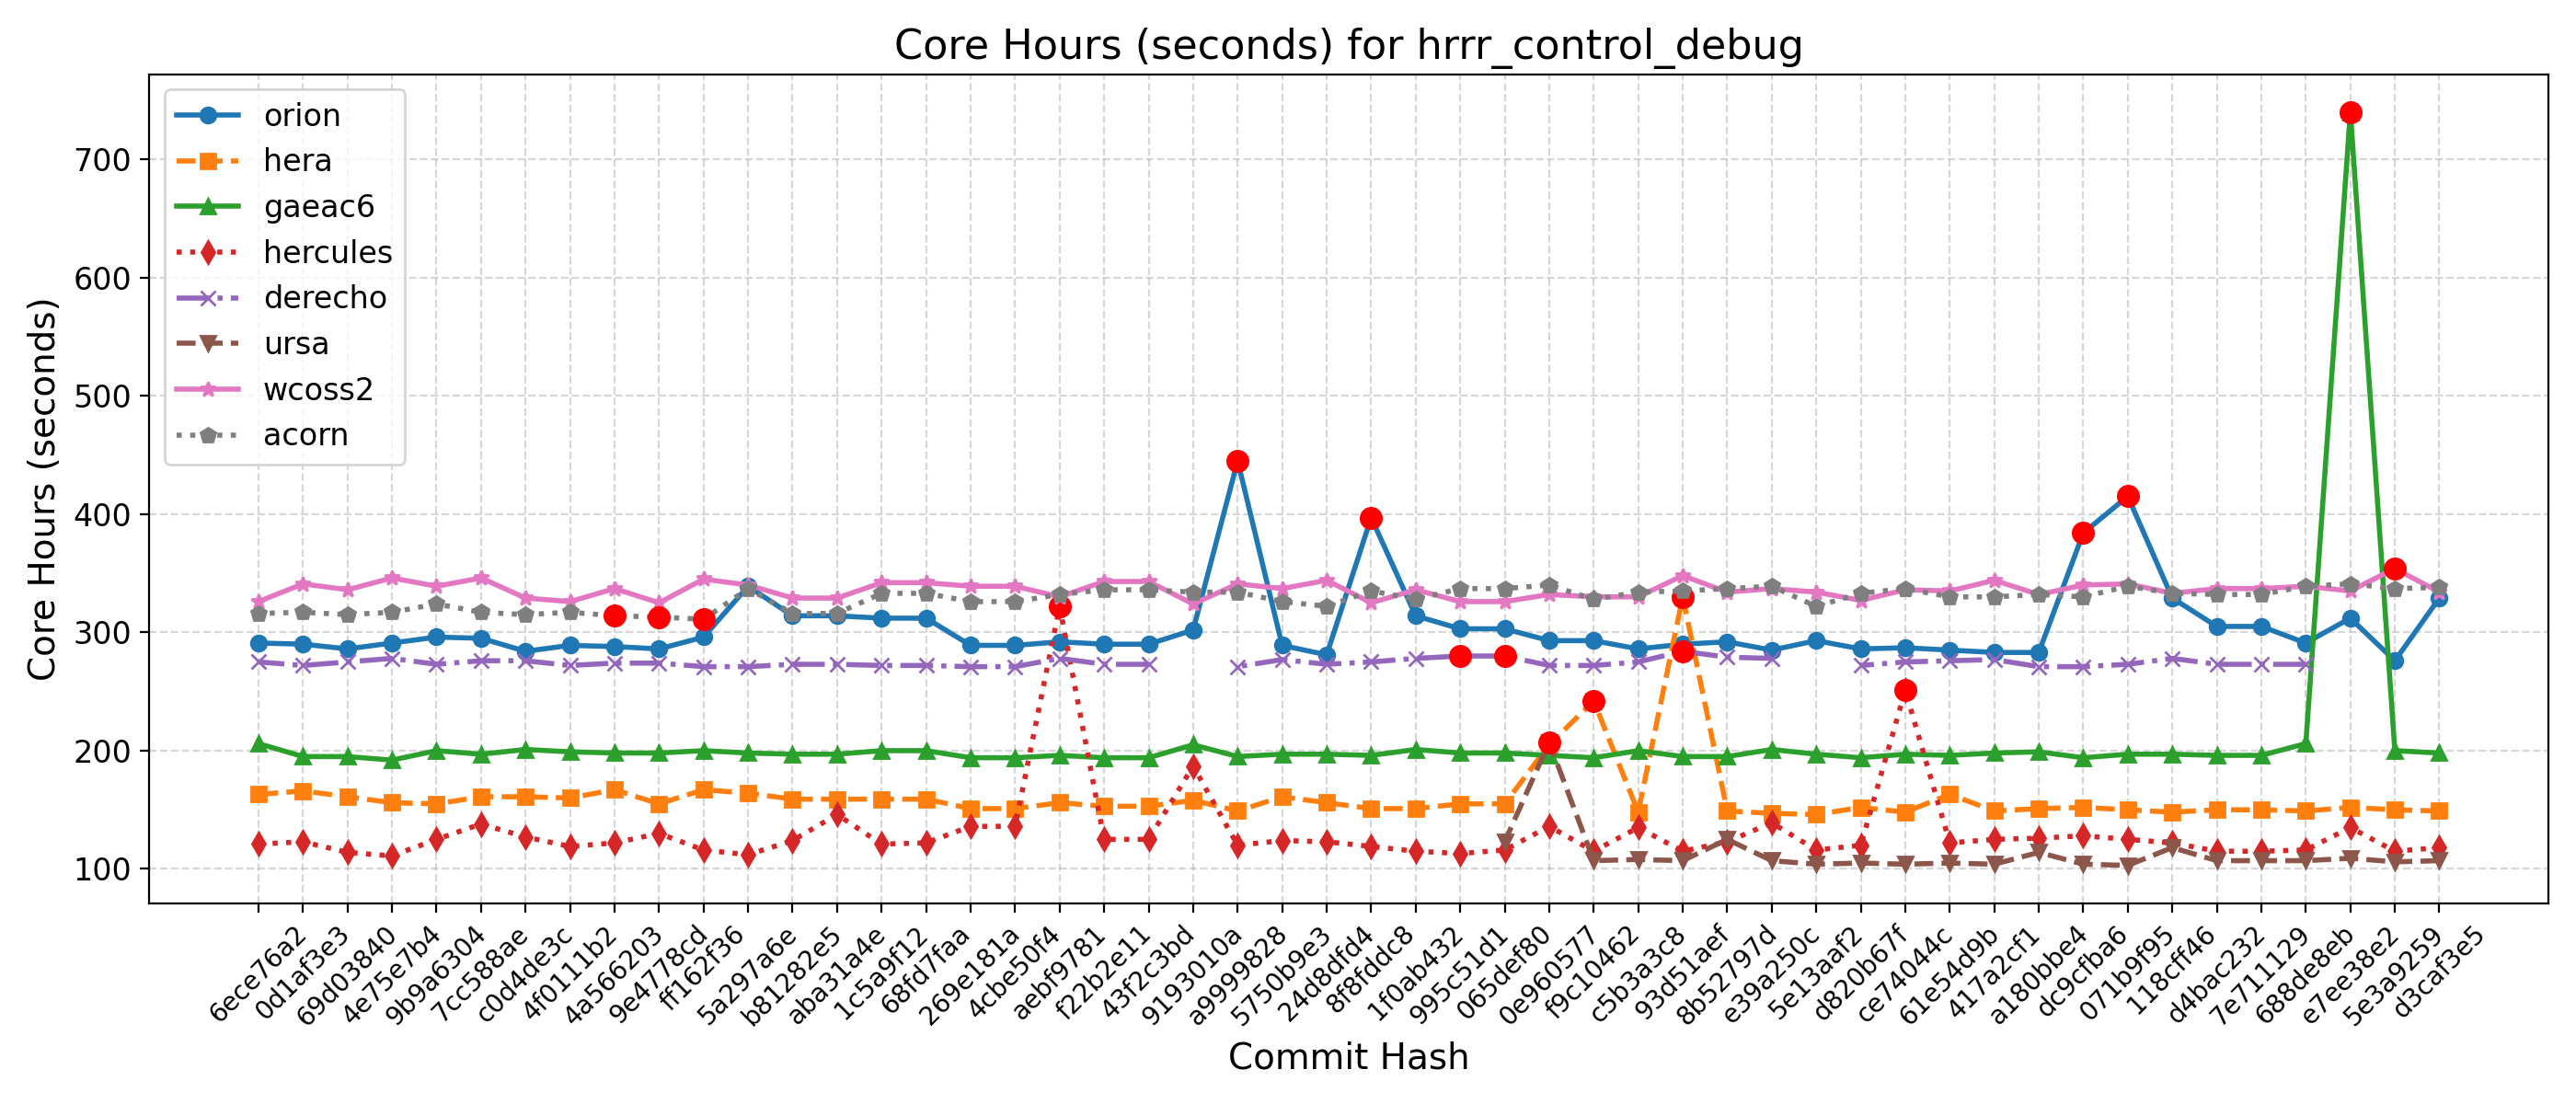 Core Hours (seconds) for hrrr_control_debug
Core Hours (seconds)
700
600
500
400
300
200
100
orion
hera
gaeac6
hercules
derecho
ursa
wcoss2
acorn
6ece76a2
0d1af3e3
69d03840
4e75e7b4
9b9a6304
7cc588ae
c0d4de3c
4f0111b2
4a566203
9e4778cd
ff162f36
5a297a6e
b81282e5
aba31a4e
1c5a9f12
68fd7faa
269e181a
4cbe50f4
aebf9781
f22b2e11
43f2c3bd
9193010a
a9999828
5750b9e3
24d8dfd4
8f8fddc8
1f0ab432
995c51d1
065def80
0e960577
f9c10462
c5b3a3c8
93d51aef
8b52797d
e39a250c
5e13aaf2
d820b67f
ce74044c
61e54d9b
417a2cf1
a180bbe4
dc9cfba6
071b9f95
118cff46
d4bac232
7e711129
688de8eb
e7ee38e2
5e3a9259
d3caf3e5
Commit Hash